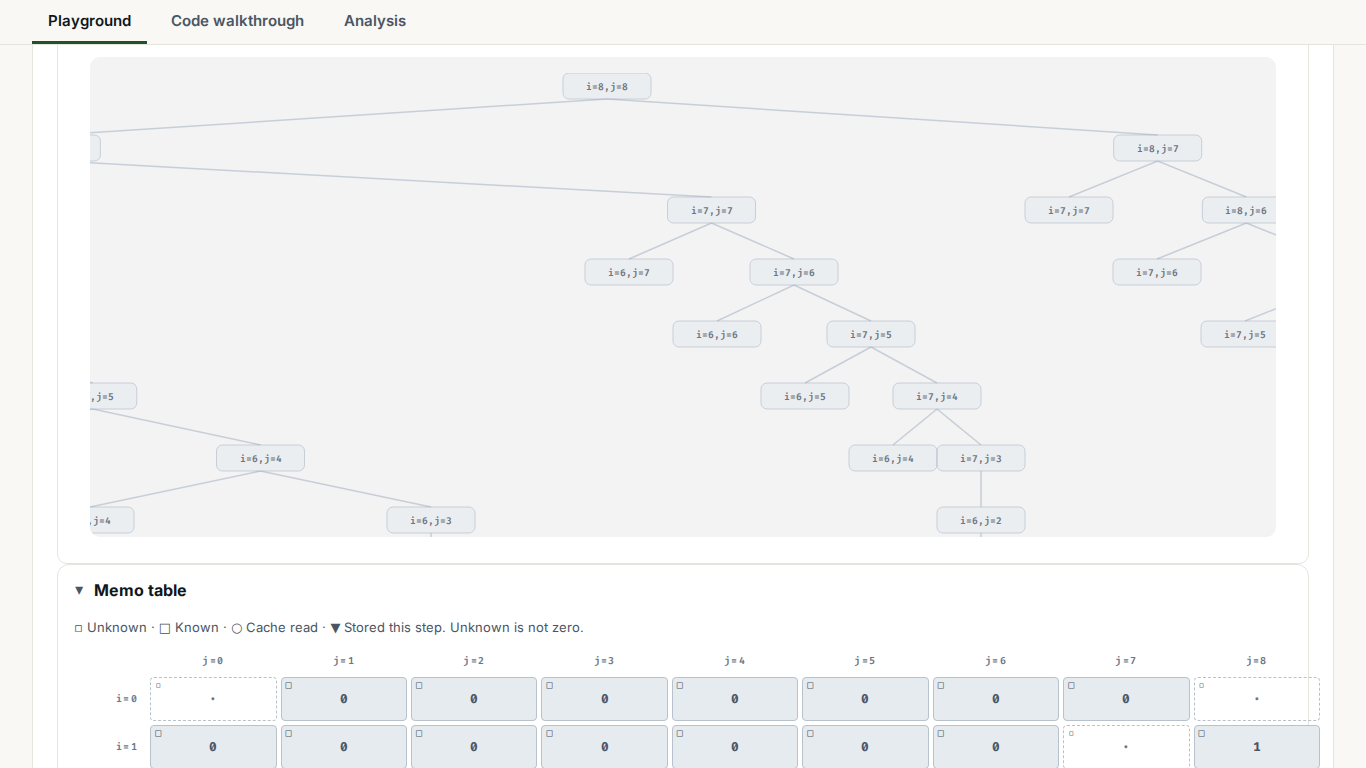 Playground Code walkthrough Analysis
i=8,j=8
i=8,j=7
i=7,j=7 i=7,j=7 i=8,j=6
i=6,j=7 i=7,j=6 i=7,j=6
i=6,j=6 i=7,j=5 i=7,j=5
,j=5 i=6,j=5 i=7,j=4
i=6,j=4 i=6,j=4 i=7,j=3
,j=4 i=6,j=3 i=6,j=2
▼ Memo table
□ Unknown · □ Known · ○ Cache read · ▼ Stored this step. Unknown is not zero.
j=0 j=1 j=2 j=3 j=4 j=5 j=6 j=7 j=8
i=0 · 0 0 0 0 0 0 0 ·
i=1 0 0 0 0 0 0 0 · 1